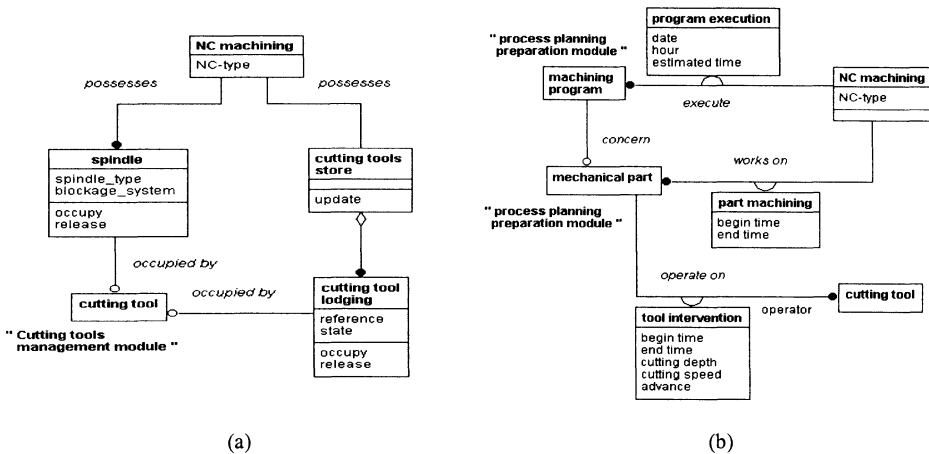 NC machining
NC-type
possesses
possesses
spindle
spindle_type
blockage_system
occupy
release
cutting tools
store
update
occupied by
cutting tool
occupied by
cutting tool
lodging
reference
state
occupy
release
" Cutting tools
management module "
(a)
program execution
date
hour
estimated time
" process planning
preparation module "
machining
program
execute
NC machining
NC-type
concern
works on
mechanical part
part machining
begin time
end time
" process planning
preparation module "
operate on
cutting tool
operator
tool intervention
begin time
end time
cutting depth
cutting speed
advance
(b)